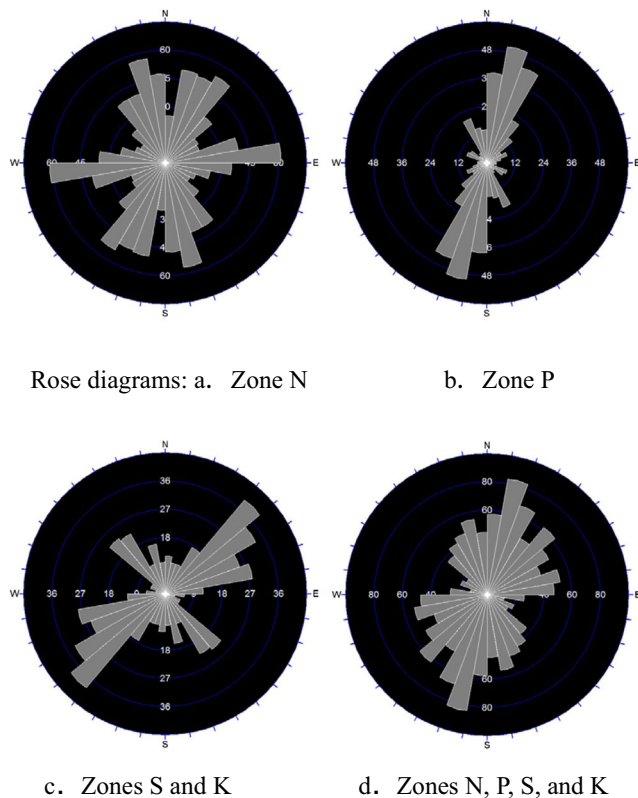 N N
60 48
W 60 45 60 E W 48 36 24 12 12 24 36 48 E
60 48
S S
Rose diagrams: a. Zone N b. Zone P
N N
36 80
27 60
18
W 36 27 18 18 27 36 E W 80 60 40 60 80 E
18
27 60
36 80
S S
c. Zones S and K d. Zones N, P, S, and K